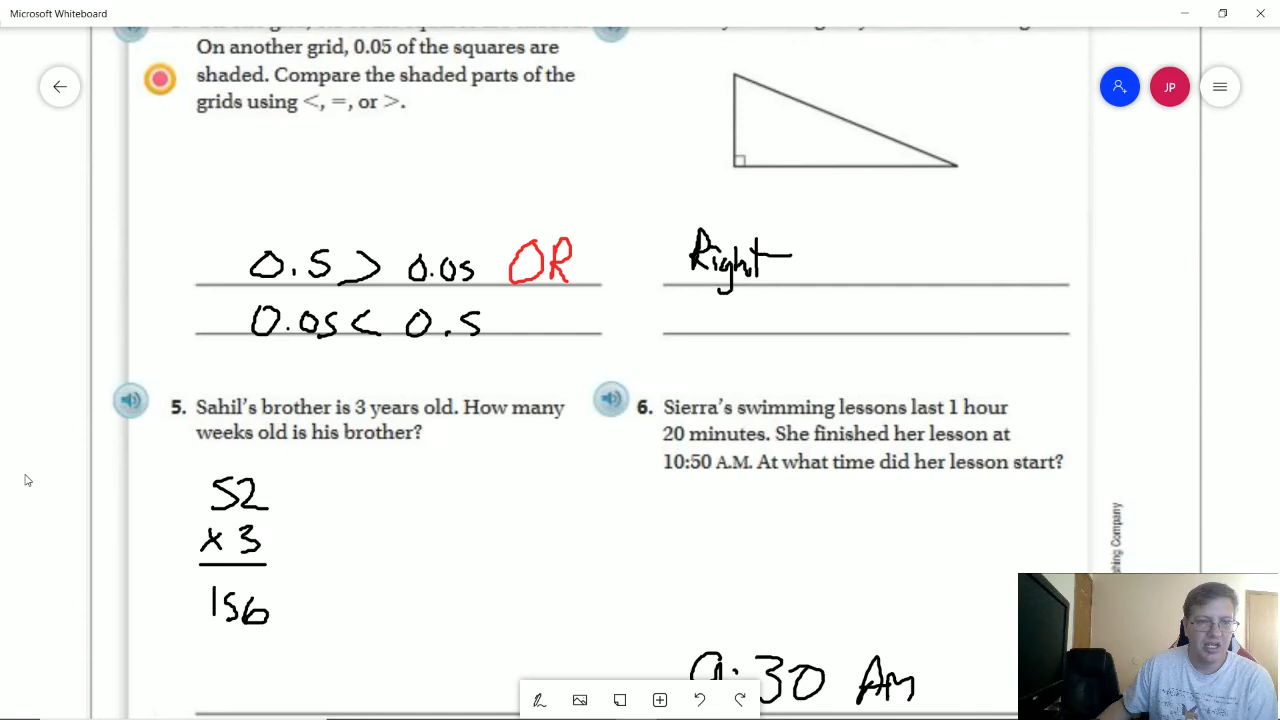 Microsoft Whiteboard
On another grid, 0.05 of the squares are
shaded. Compare the shaded parts of the
grids using <, =, or >.
0.5 > 0.05 OR
0.05 < 0.5
Right
JP
5. Sahil's brother is 3 years old. How many
weeks old is his brother?
52
x 3
156
6. Sierra's swimming lessons last 1 hour
20 minutes. She finished her lesson at
10:50 A.M. At what time did her lesson start?
9:30 AM
shing Company